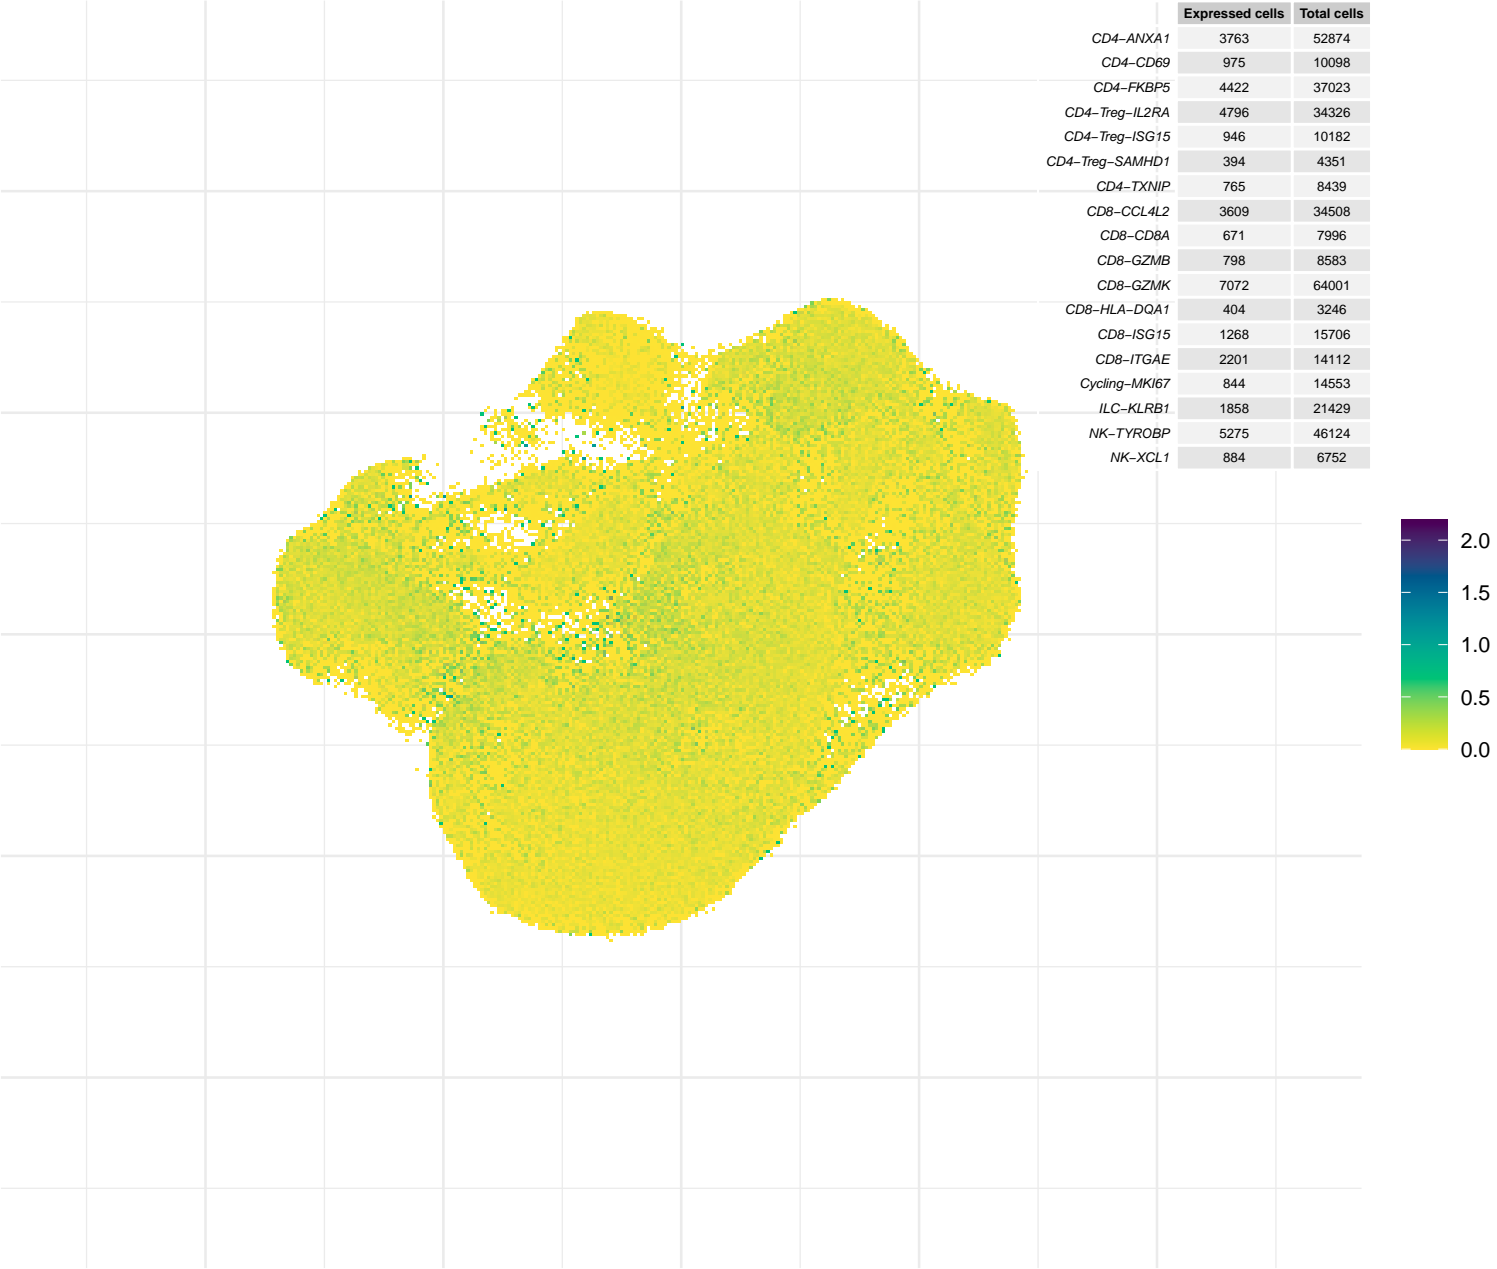 Expressed cells Total cells
CD4−ANXA1 3763 52874
CD4−CD69 975 10098
CD4−FKBP5 4422 37023
CD4−Treg−IL2RA 4796 34326
CD4−Treg−ISG15 946 10182
CD4−Treg−SAMHD1 394 4351
CD4−TXNIP 765 8439
CD8−CCL4L2 3609 34508
CD8−CD8A 671 7996
CD8−GZMB 798 8583
CD8−GZMK 7072 64001
CD8−HLA−DQA1 404 3246
CD8−ISG15 1268 15706
CD8−ITGAE 2201 14112
Cycling−MKI67 844 14553
ILC−KLRB1 1858 21429
NK−TYROBP 5275 46124
NK−XCL1 884 6752
2.0
1.5
1.0
0.5
0.0